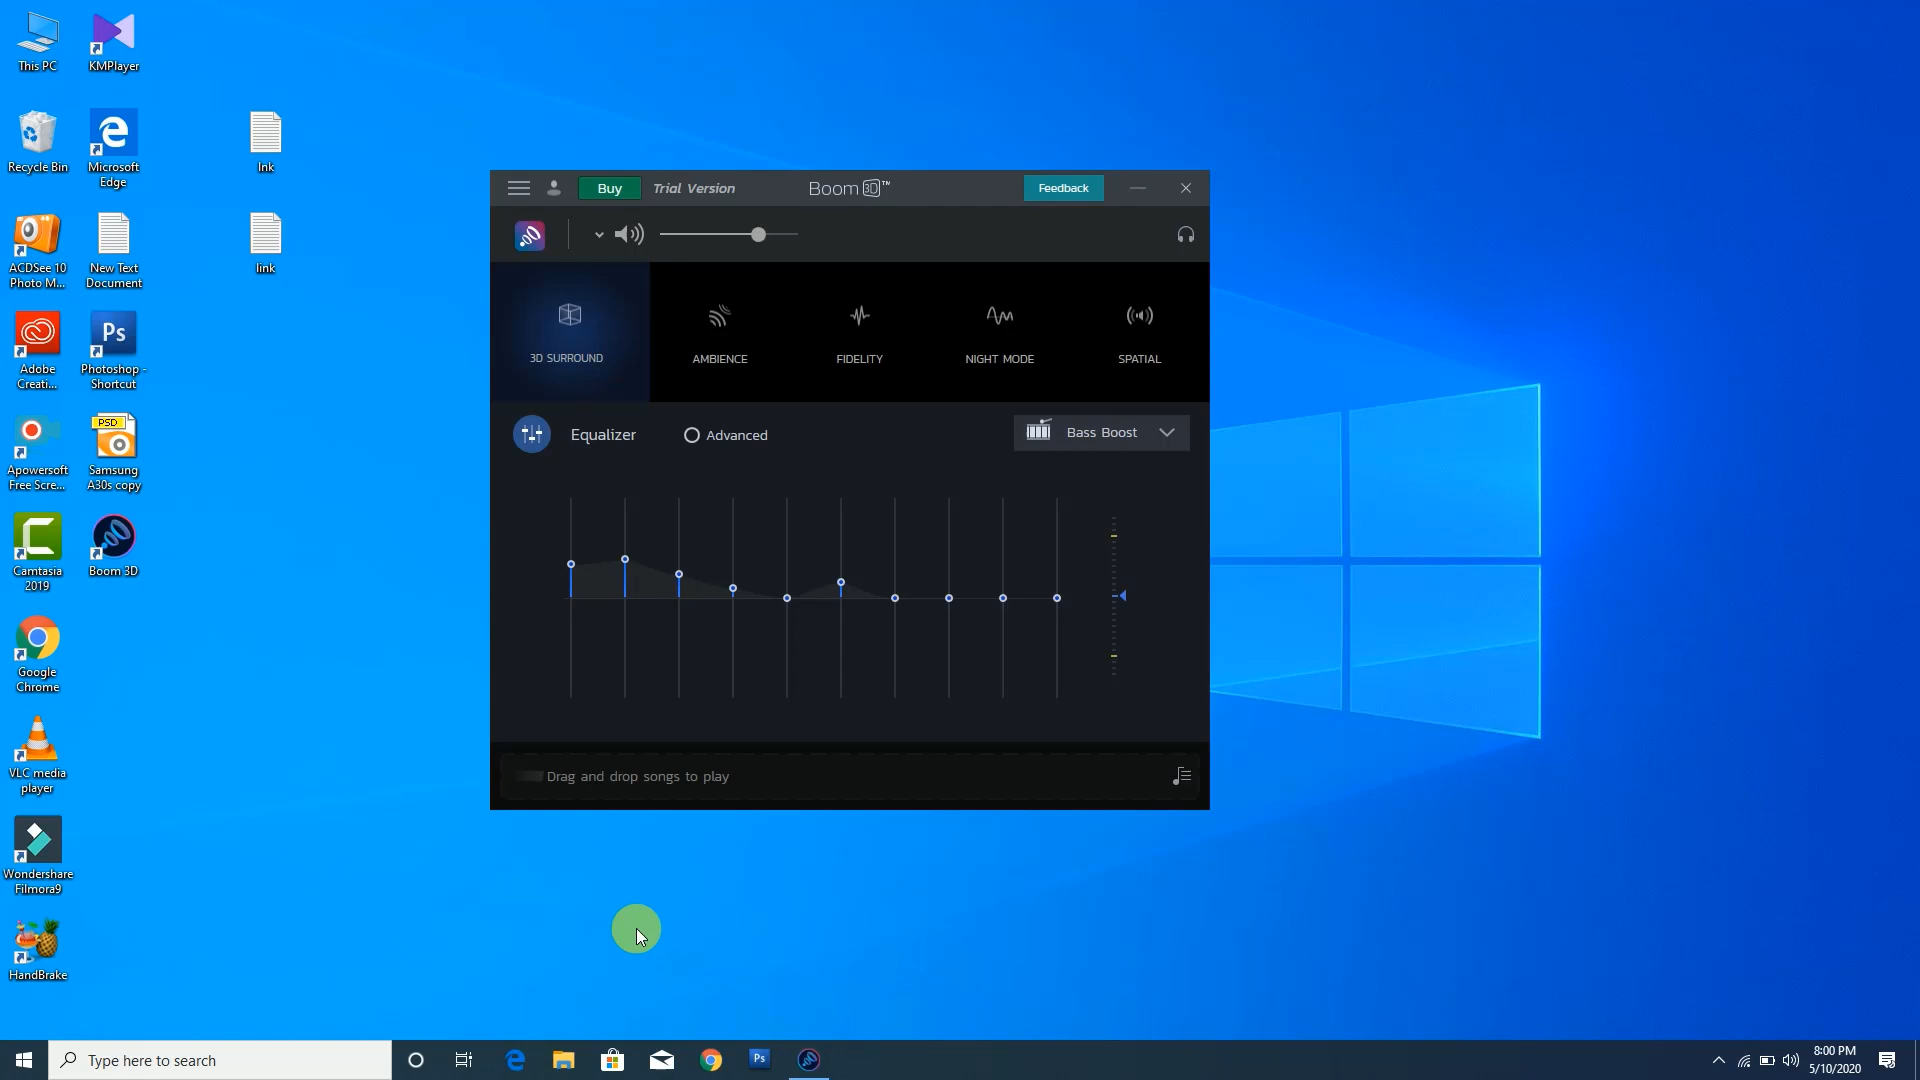 This PC
KMPlayer
Recycle Bin
Microsoft
Edge
lnk
ACDSee 10
Photo M...
New Text
Document
link
Adobe
Creati...
Ps
Photoshop -
Shortcut
Apowersoft
Free Scre...
PSD
Samsung
A30s copy
Camtasia
2019
Boom 3D
Google
Chrome
VLC media
player
Wondershare
Filmora9
HandBrake
Buy
Trial Version
Boom 3D™
Feedback
3D SURROUND
AMBIENCE
FIDELITY
NIGHT MODE
SPATIAL
Equalizer
Advanced
Bass Boost
Drag and drop songs to play
Type here to search
Ps
8:00 PM
5/10/2020